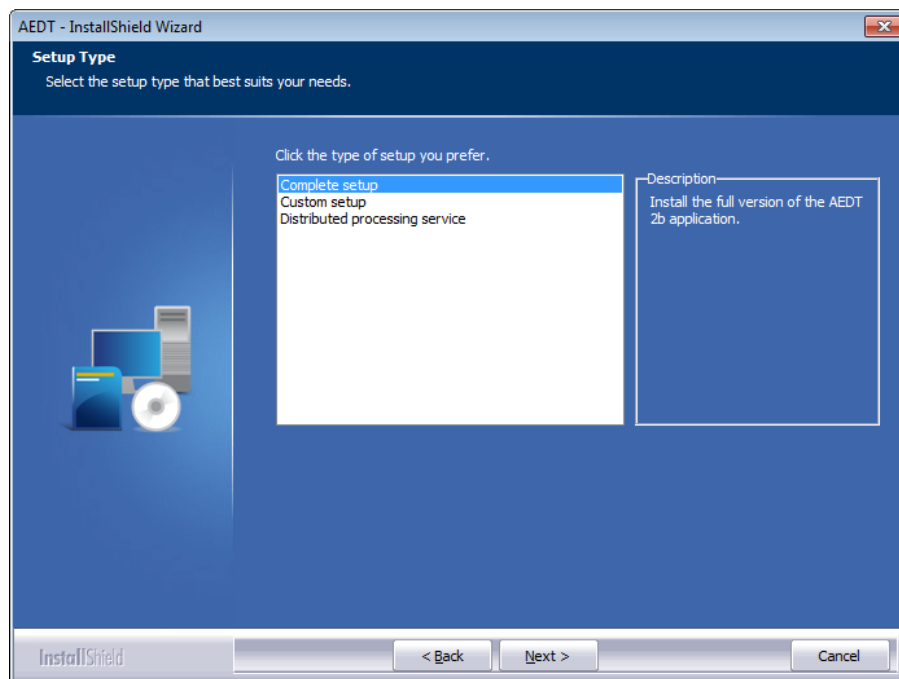 AEDT - InstallShield Wizard
Setup Type
Select the setup type that best suits your needs.
Click the type of setup you prefer.
Complete setup
Custom setup
Distributed processing service
Description
Install the full version of the AEDT
2b application.
InstallShield
< Back
Next >
Cancel